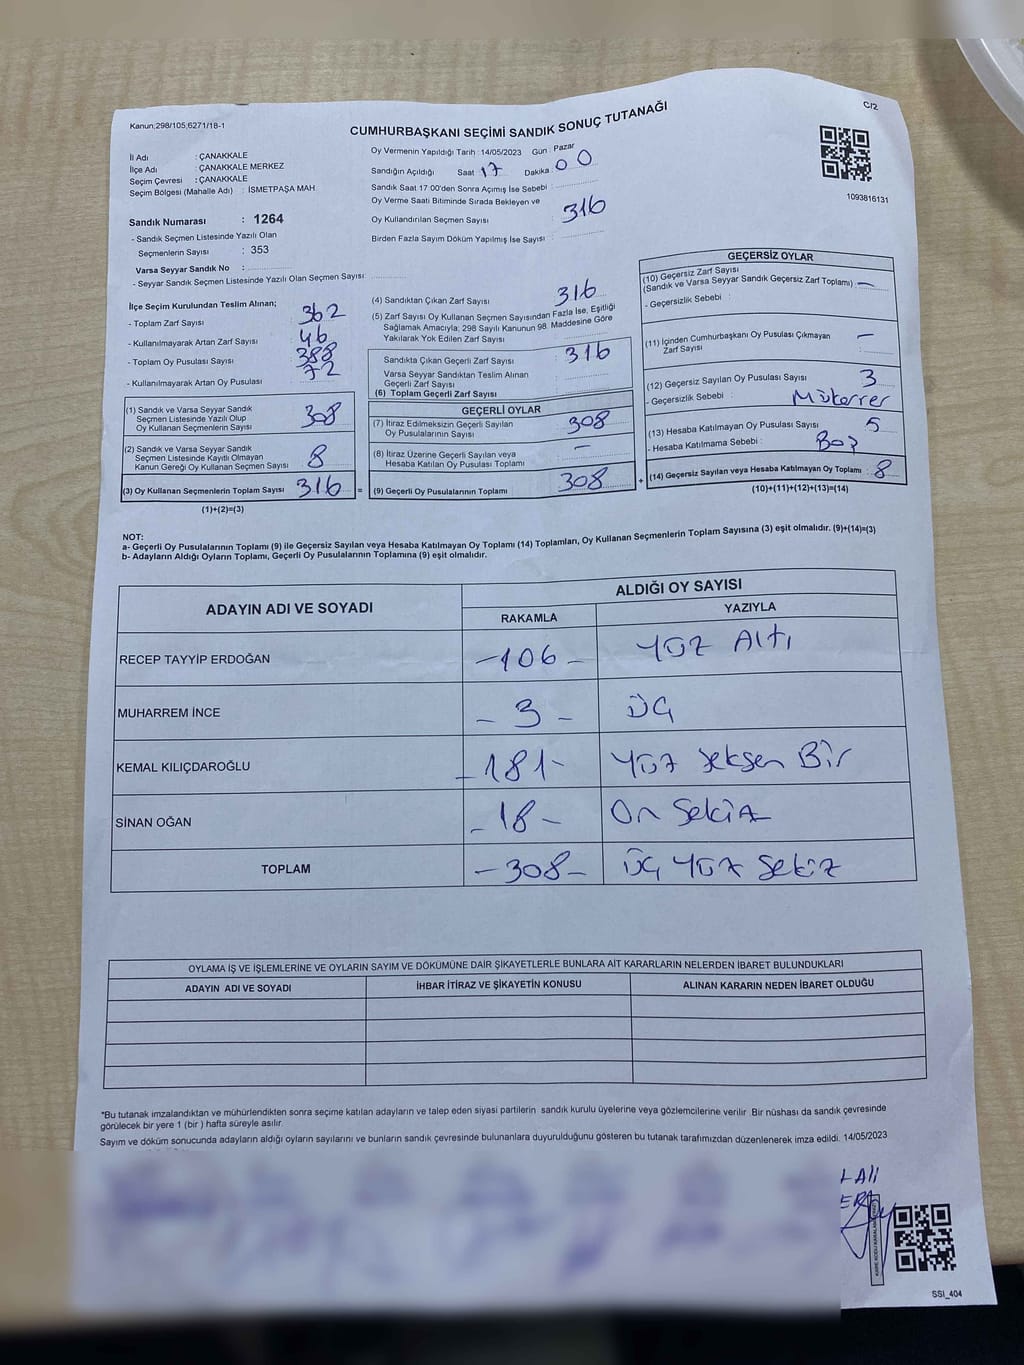 C/2
Kanun;298/105;6271/18-1
CUMHURBAŞKANI SEÇİMİ SANDIK SONUÇ TUTANAĞI
İl Adı : ÇANAKKALE
İlçe Adı : ÇANAKKALE MERKEZ
Seçim Çevresi : ÇANAKKALE
Seçim Bölgesi (Mahalle Adı) : İSMETPAŞA MAH.
Sandık Numarası : 1264
- Sandık Seçmen Listesinde Yazılı Olan
Seçmenlerin Sayısı : 353
Varsa Seyyar Sandık No :
- Seyyar Sandık Seçmen Listesinde Yazılı Olan Seçmen Sayısı
Oy Vermenin Yapıldığı Tarih : 14/05/2023 Gün : Pazar
Sandığın Açıldığı Saat 17 Dakika 00
Sandık Saat 17:00'den Sonra Açımış İse Sebebi :
Oy Verme Saati Bitiminde Sırada Bekleyen ve
Oy Kullandırılan Seçmen Sayısı : 316
Birden Fazla Sayım Döküm Yapılmış İse Sayısı :
1093816131
İlçe Seçim Kurulundan Teslim Alınan;
- Toplam Zarf Sayısı : 362
- Kullanılmayarak Artan Zarf Sayısı : 46
- Toplam Oy Pusulası Sayısı : 388
- Kullanılmayarak Artan Oy Pusulası : 72
(1) Sandık ve Varsa Seyyar Sandık
Seçmen Listesinde Yazılı Olup
Oy Kullanan Seçmenlerin Sayısı 308
(2) Sandık ve Varsa Seyyar Sandık
Seçmen Listesinde Kayıtlı Olmayan
Kanun Gereği Oy Kullanan Seçmen Sayısı 8
(3) Oy Kullanan Seçmenlerin Toplam Sayısı 316 =
(1)+(2)=(3)
(4) Sandıktan Çıkan Zarf Sayısı 316
(5) Zarf Sayısı Oy Kullanan Seçmen Sayısından Fazla İse, Eşitliği
Sağlamak Amacıyla; 298 Sayılı Kanunun 98. Maddesine Göre
Yakılarak Yok Edilen Zarf Sayısı
Sandıkta Çıkan Geçerli Zarf Sayısı : 316
Varsa Seyyar Sandıktan Teslim Alınan
Geçerli Zarf Sayısı
(6) Toplam Geçerli Zarf Sayısı
GEÇERLİ OYLAR
(7) İtiraz Edilmeksizin Geçerli Sayılan
Oy Pusulalarının Sayısı 308
(8) İtiraz Üzerine Geçerli Sayılan veya
Hesaba Katılan Oy Pusulası Toplamı –
(9) Geçerli Oy Pusulalarının Toplamı 308 +
GEÇERSİZ OYLAR
(10) Geçersiz Zarf Sayısı
(Sandık ve Varsa Seyyar Sandık Geçersiz Zarf Toplamı) : –
- Geçersizlik Sebebi :
(11) İçinden Cumhurbaşkanı Oy Pusulası Çıkmayan
Zarf Sayısı : –
(12) Geçersiz Sayılan Oy Pusulası Sayısı : 3
- Geçersizlik Sebebi : Mükerrer
(13) Hesaba Katılmayan Oy Pusulası Sayısı : 5
- Hesaba Katılmama Sebebi : Boş
(14) Geçersiz Sayılan veya Hesaba Katılmayan Oy Toplamı : 8
(10)+(11)+(12)+(13)=(14)
NOT:
a- Geçerli Oy Pusulalarının Toplamı (9) ile Geçersiz Sayılan veya Hesaba Katılmayan Oy Toplamı (14) Toplamları, Oy Kullanan Seçmenlerin Toplam Sayısına (3) eşit olmalıdır. (9)+(14)=(3)
b- Adayların Aldığı Oyların Toplamı, Geçerli Oy Pusulalarının Toplamına (9) eşit olmalıdır.
ADAYIN ADI VE SOYADI ALDIĞI OY SAYISI
RAKAMLA YAZIYLA
RECEP TAYYİP ERDOĞAN -106- Yüz Altı
MUHARREM İNCE - 3 - Üç
KEMAL KILIÇDAROĞLU -181- Yüz Seksen Bir
SİNAN OĞAN - 18 - On Sekiz
TOPLAM -308- Üç Yüz Sekiz
OYLAMA İŞ VE İŞLEMLERİNE VE OYLARIN SAYIM VE DÖKÜMÜNE DAİR ŞİKAYETLERLE BUNLARA AİT KARARLARIN NELERDEN İBARET BULUNDUKLARI
ADAYIN ADI VE SOYADI İHBAR İTİRAZ VE ŞİKAYETİN KONUSU ALINAN KARARIN NEDEN İBARET OLDUĞU
*Bu tutanak imzalandıktan ve mühürlendikten sonra seçime katılan adayların ve talep eden siyasi partilerin sandık kurulu üyelerine veya gözlemcilerine verilir. Bir nüshası da sandık çevresinde
görülecek bir yere 1 (bir ) hafta süreyle asılır.
Sayım ve döküm sonucunda adayların aldığı oyların sayılarını ve bunların sandık çevresinde bulunanlara duyurulduğunu gösteren bu tutanak tarafımızdan düzenlenerek imza edildi. 14/05/2023
SSI_404